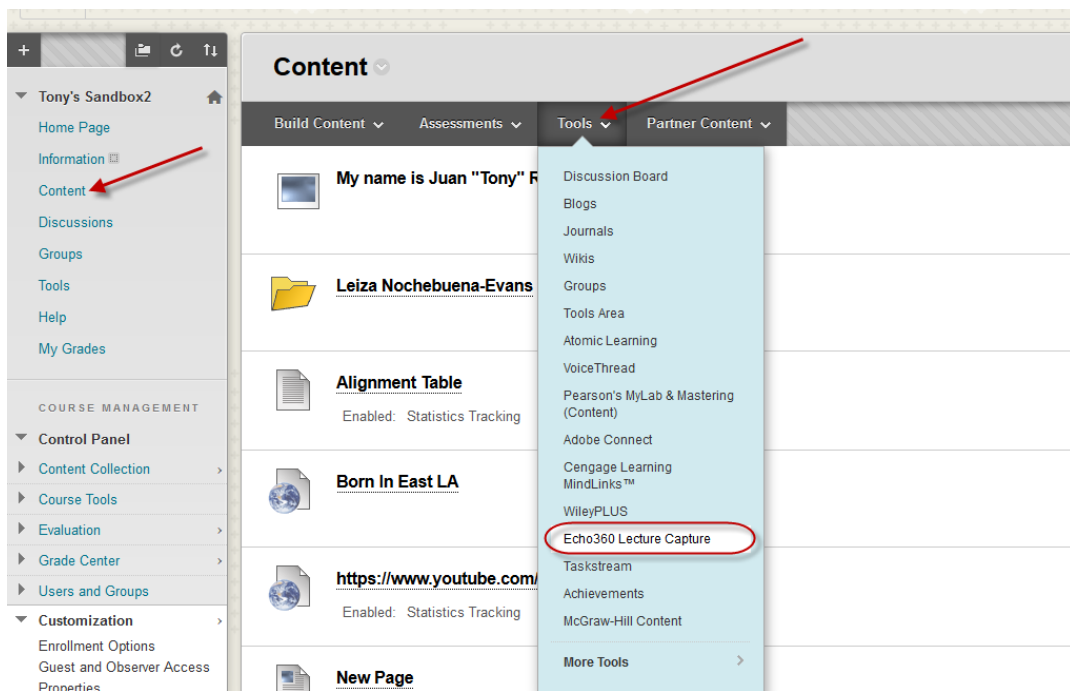 Tony's Sandbox2
Home Page
Information
Content
Discussions
Groups
Tools
Help
My Grades
COURSE MANAGEMENT
Control Panel
Content Collection
Course Tools
Evaluation
Grade Center
Users and Groups
Customization
Enrollment Options
Guest and Observer Access
Properties
Content
Build Content Assessments Tools Partner Content
My name is Juan "Tony" R
Leiza Nochebuena-Evans
Alignment Table
Enabled: Statistics Tracking
Born In East LA
https://www.youtube.com/
Enabled: Statistics Tracking
New Page
Discussion Board
Blogs
Journals
Wikis
Groups
Tools Area
Atomic Learning
VoiceThread
Pearson's MyLab & Mastering
(Content)
Adobe Connect
Cengage Learning
MindLinks™
WileyPLUS
Echo360 Lecture Capture
Taskstream
Achievements
McGraw-Hill Content
More Tools